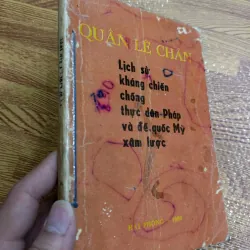 QUẬN LÊ CHÂN
Lịch sử
kháng chiến
chống
thực dân Pháp
và đế quốc Mỹ
xâm lược